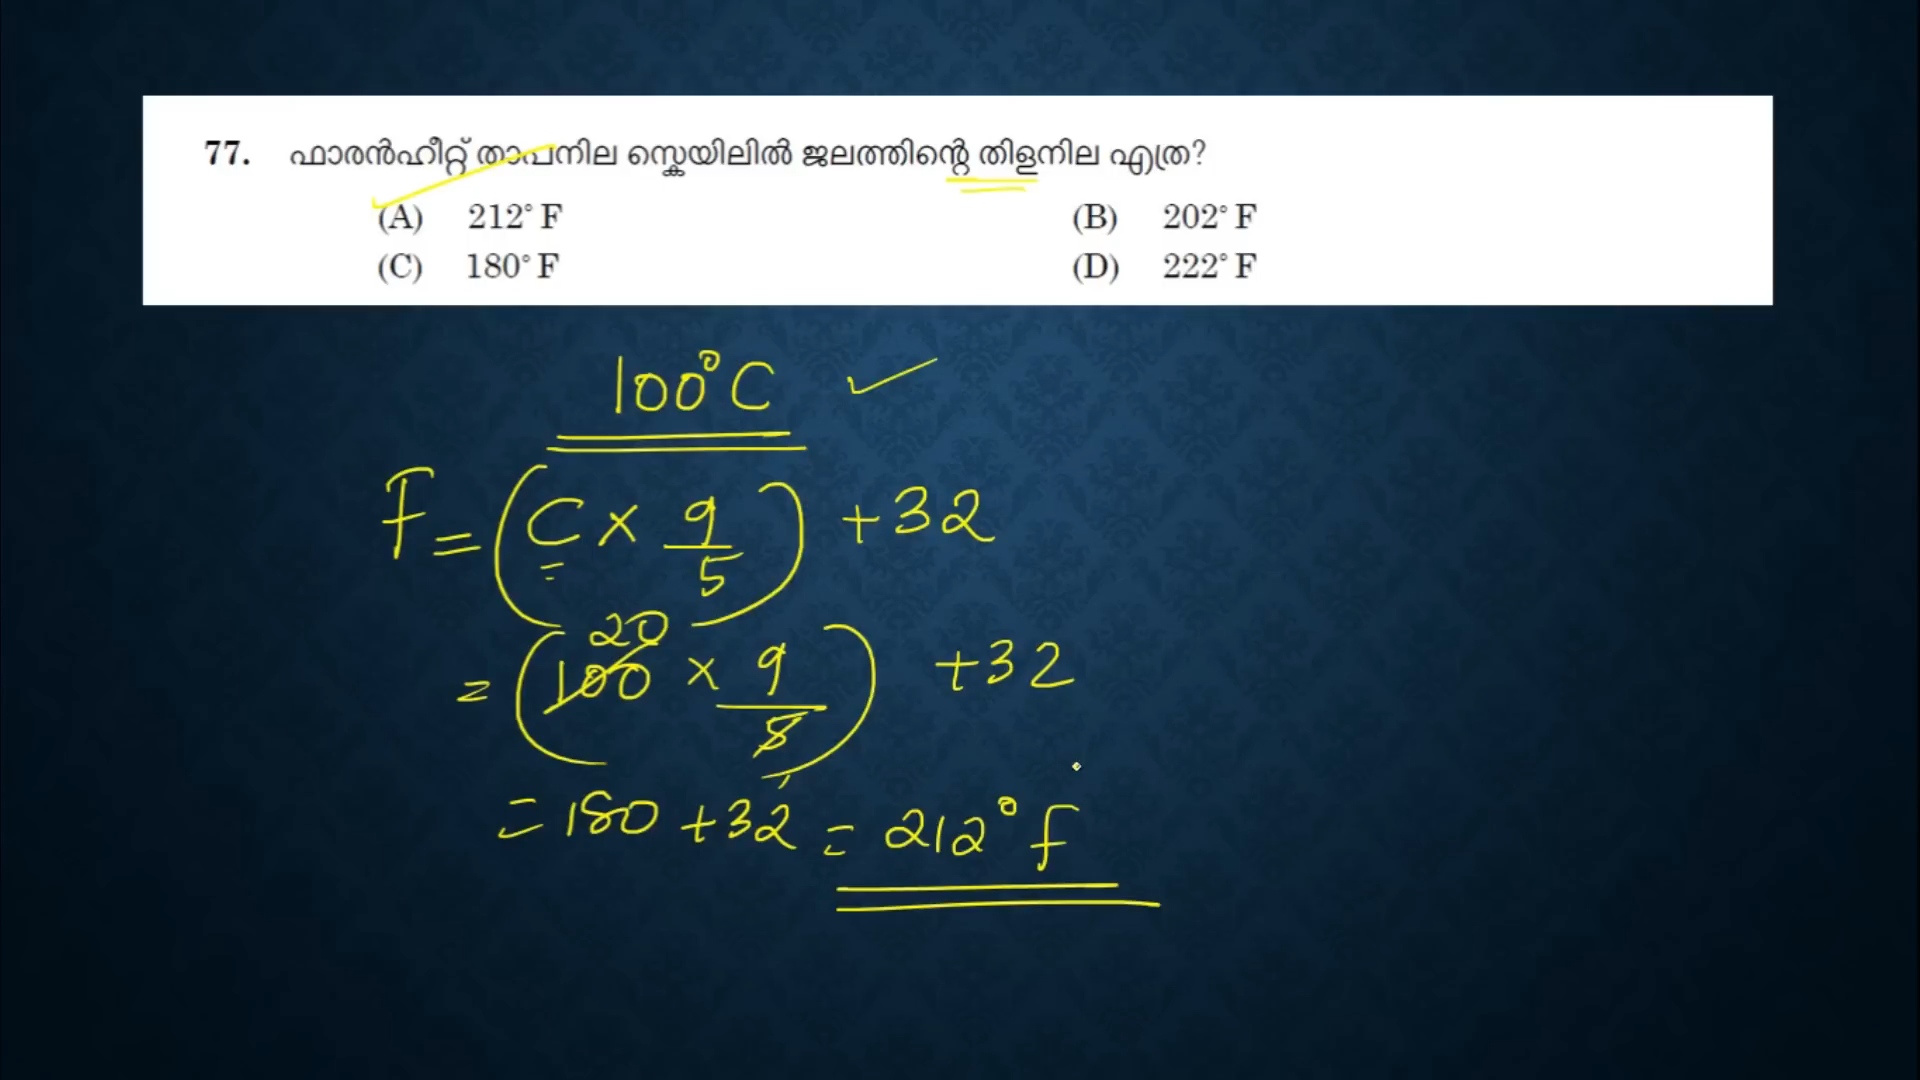 77. ഫാരൻഹീറ്റ് താപനില സ്കെയിലിൽ ജലത്തിന്റെ തിളനില എത്ര?
(A) 212° F (B) 202° F
(C) 180° F (D) 222° F
100°C
F = (C × 9/5) + 32
20
= (100 × 9/5) + 32
= 180 + 32 = 212° f